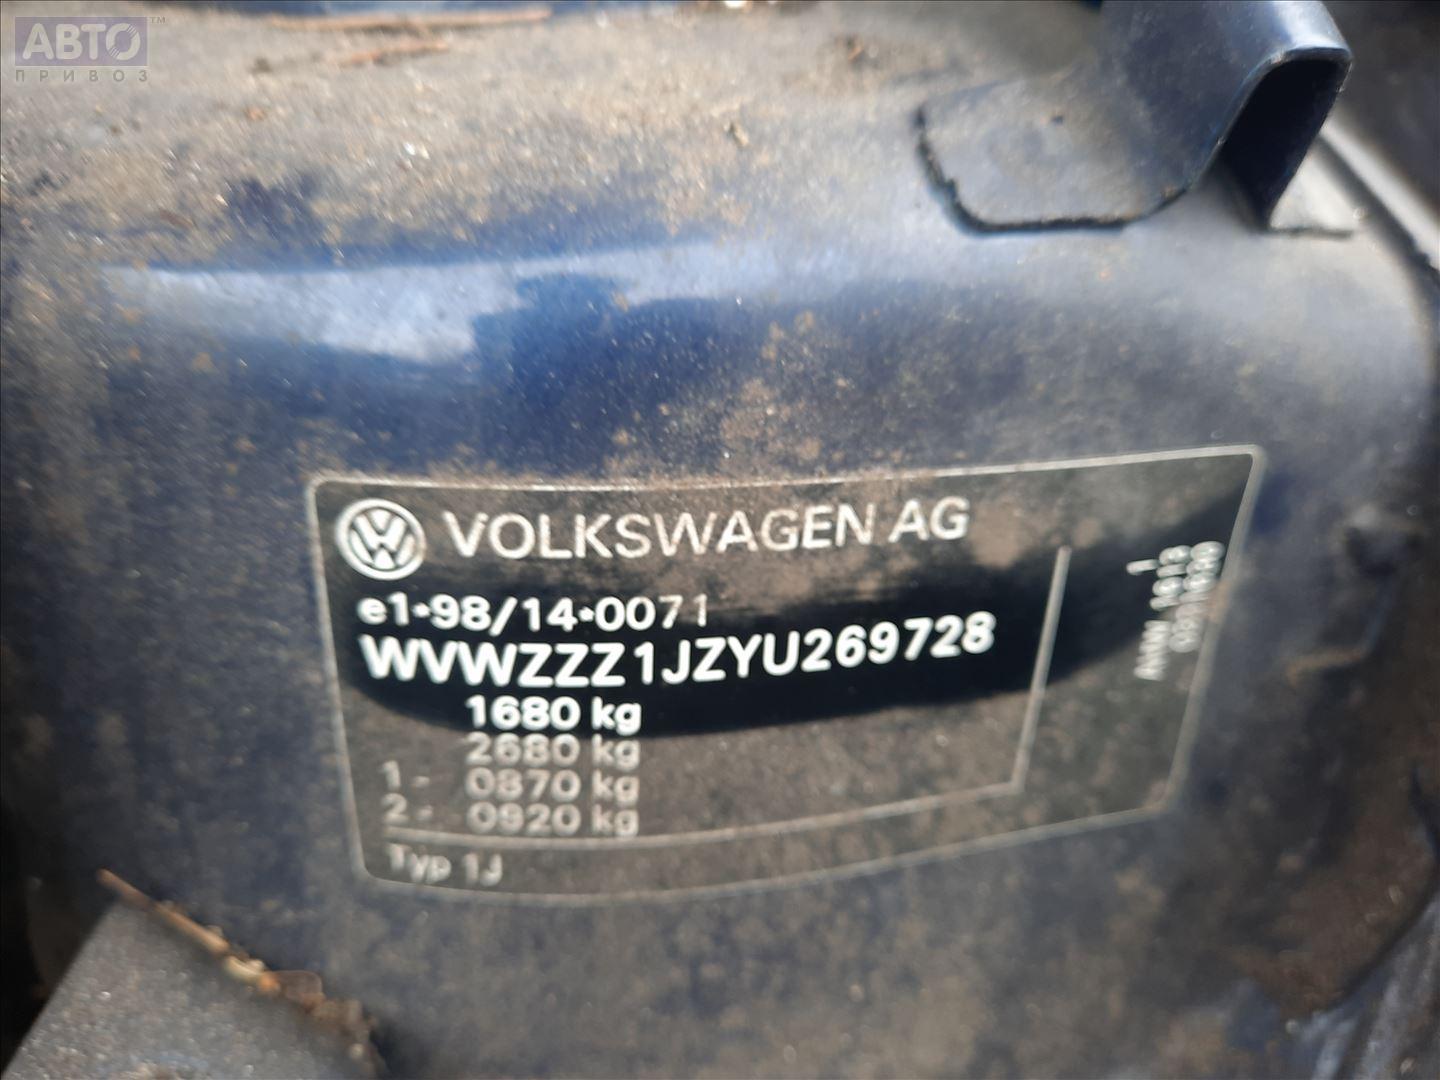 АВТО™
ПРИВОЗ
VOLKSWAGEN AG
e1*98/14*0071
WVWZZZ1JZYU269728
1680 kg
2680 kg
1- 0870 kg
2- 0920 kg
Typ 1J